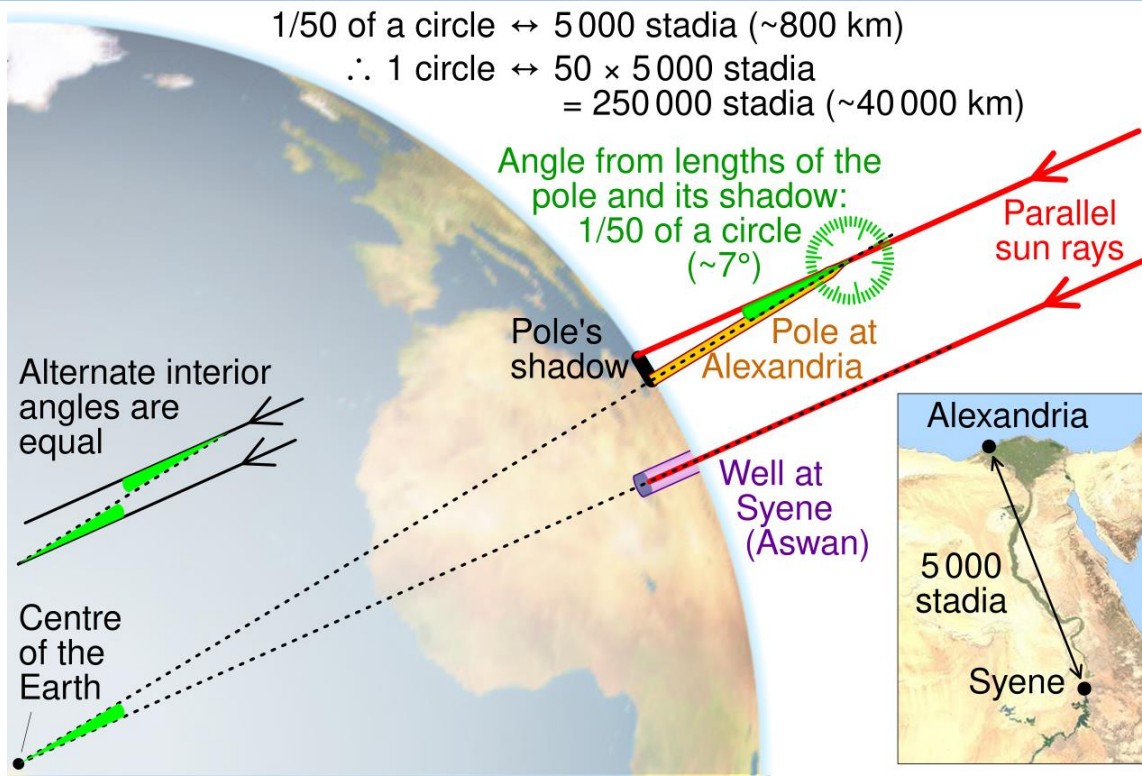 1/50 of a circle ↔ 5 000 stadia (~800 km)
∴ 1 circle ↔ 50 × 5 000 stadia
= 250 000 stadia (~40 000 km)
Angle from lengths of the
pole and its shadow:
1/50 of a circle
(~7°)
Parallel
sun rays
Pole's
shadow
Pole at
Alexandria
Alternate interior
angles are
equal
Well at
Syene
(Aswan)
Centre
of the
Earth
Alexandria
5 000
stadia
Syene